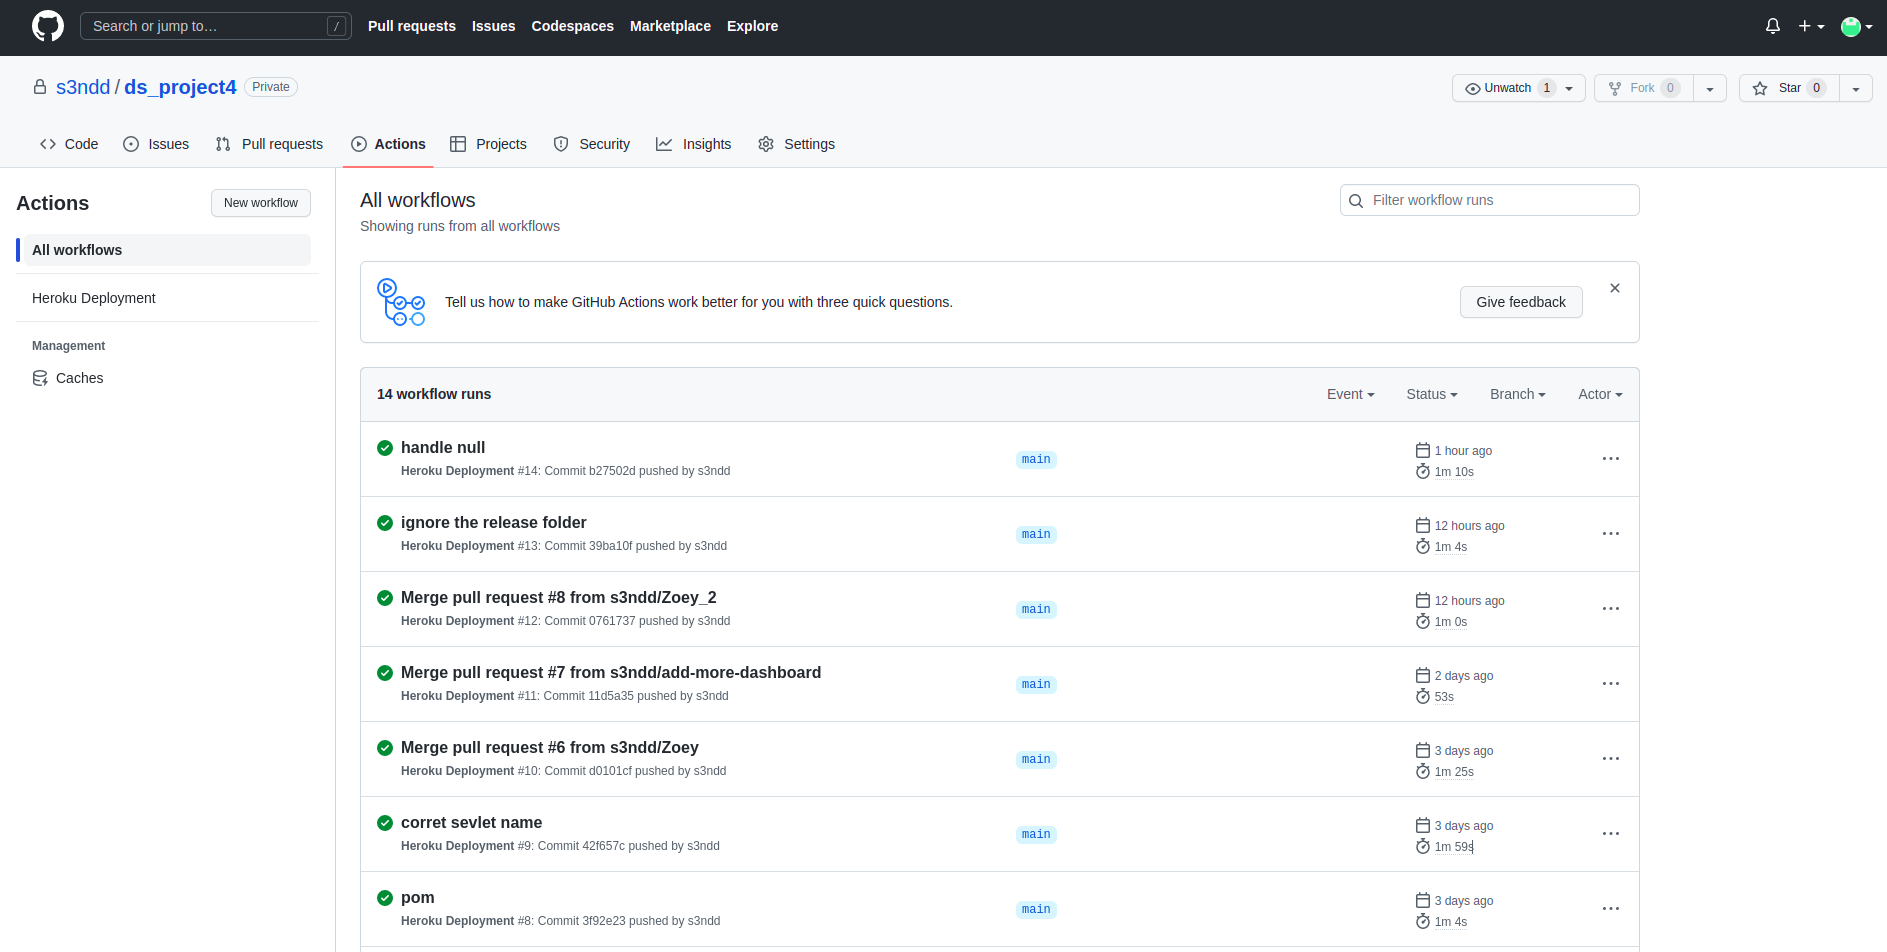 Search or jump to… /
Pull requests Issues Codespaces Marketplace Explore
s3ndd / ds_project4 Private
Unwatch 1 Fork 0 Star 0
Code Issues Pull requests Actions Projects Security Insights Settings
Actions
New workflow
All workflows
Heroku Deployment
Management
Caches
All workflows
Showing runs from all workflows
Filter workflow runs
Tell us how to make GitHub Actions work better for you with three quick questions.
Give feedback
14 workflow runs
Event Status Branch Actor
handle null
Heroku Deployment #14: Commit b27502d pushed by s3ndd
main
1 hour ago
1m 10s
ignore the release folder
Heroku Deployment #13: Commit 39ba10f pushed by s3ndd
main
12 hours ago
1m 4s
Merge pull request #8 from s3ndd/Zoey_2
Heroku Deployment #12: Commit 0761737 pushed by s3ndd
main
12 hours ago
1m 0s
Merge pull request #7 from s3ndd/add-more-dashboard
Heroku Deployment #11: Commit 11d5a35 pushed by s3ndd
main
2 days ago
53s
Merge pull request #6 from s3ndd/Zoey
Heroku Deployment #10: Commit d0101cf pushed by s3ndd
main
3 days ago
1m 25s
corret sevlet name
Heroku Deployment #9: Commit 42f657c pushed by s3ndd
main
3 days ago
1m 59s
pom
Heroku Deployment #8: Commit 3f92e23 pushed by s3ndd
main
3 days ago
1m 4s